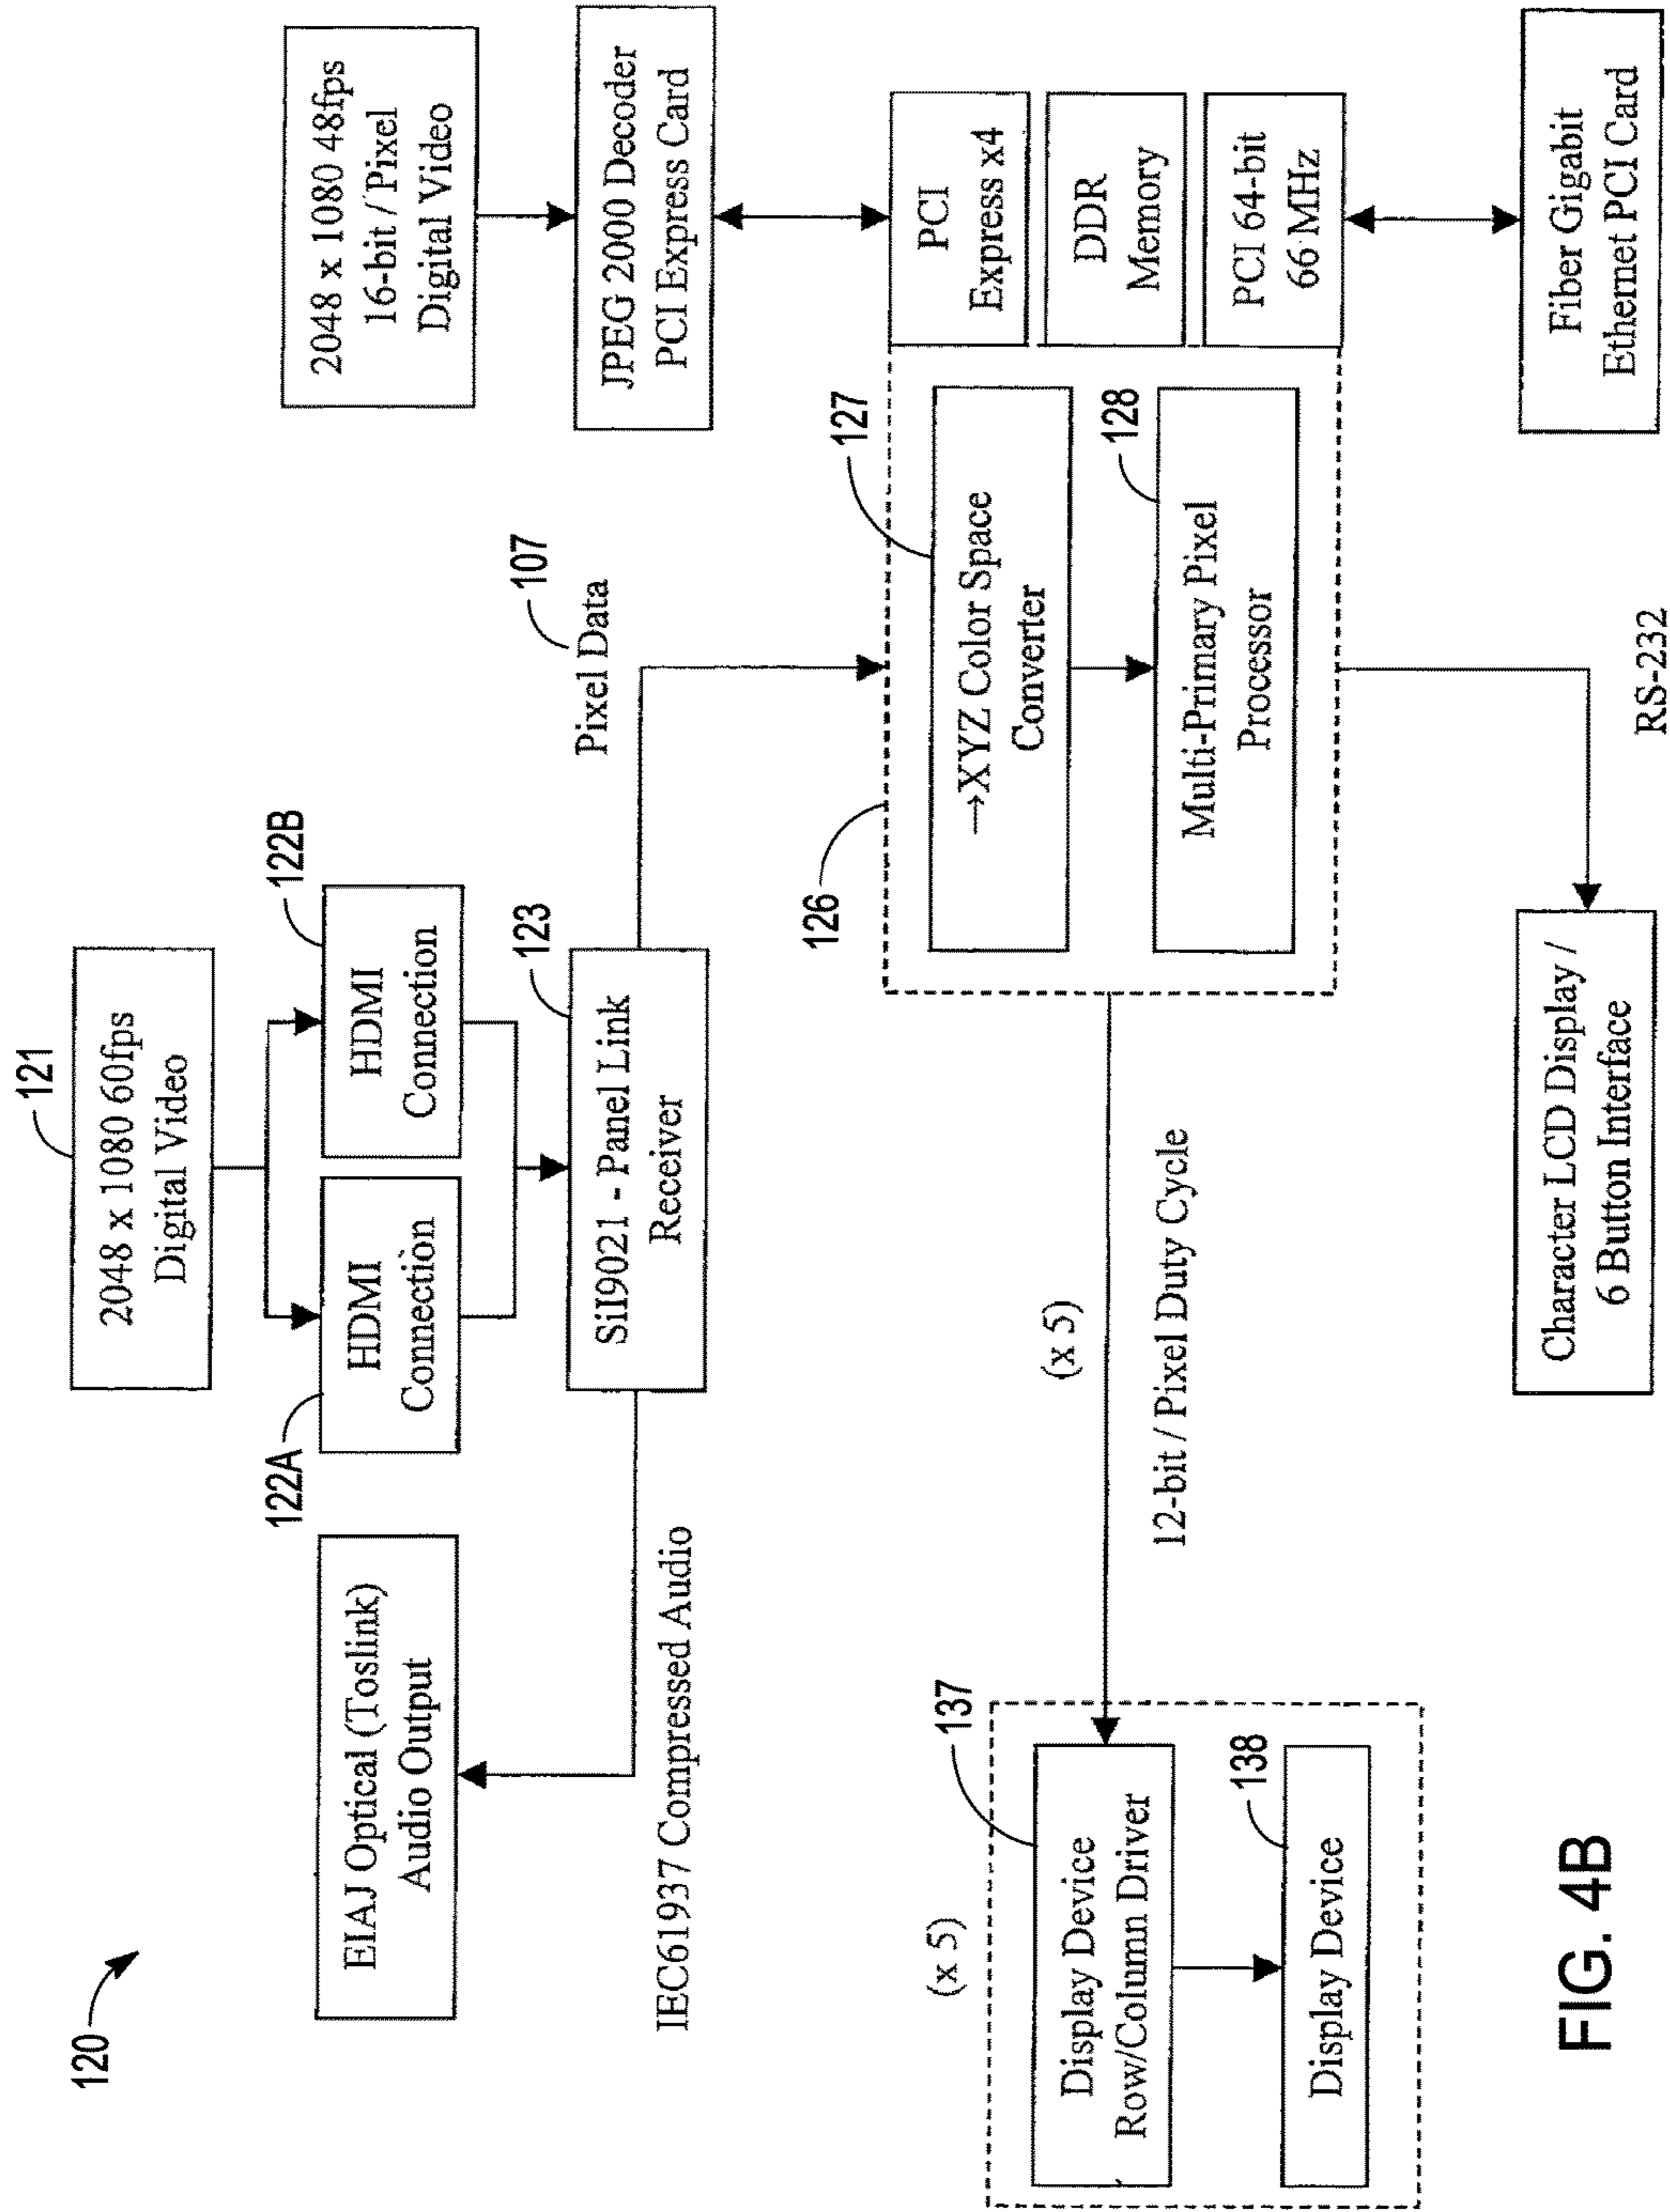 120
121
2048 x 1080 60fps
Digital Video
2048 x 1080 48fps
16-bit / Pixel
Digital Video
EIAJ Optical (Toslink)
Audio Output
122A
HDMI
Connection
HDMI
Connection
122B
JPEG 2000 Decoder
PCI Express Card
IEC61937 Compressed Audio
SiI9021 - Panel Link
Receiver
123
Pixel Data
107
126
→XYZ Color Space
Converter
127
Multi-Primary Pixel
Processor
128
PCI
Express x4
DDR
Memory
PCI 64-bit
66 MHz
(x 5)
12-bit / Pixel Duty Cycle
(x 5)
Display Device
Row/Column Driver
137
Display Device
138
Character LCD Display /
6 Button Interface
RS-232
Fiber Gigabit
Ethernet PCI Card
FIG. 4B